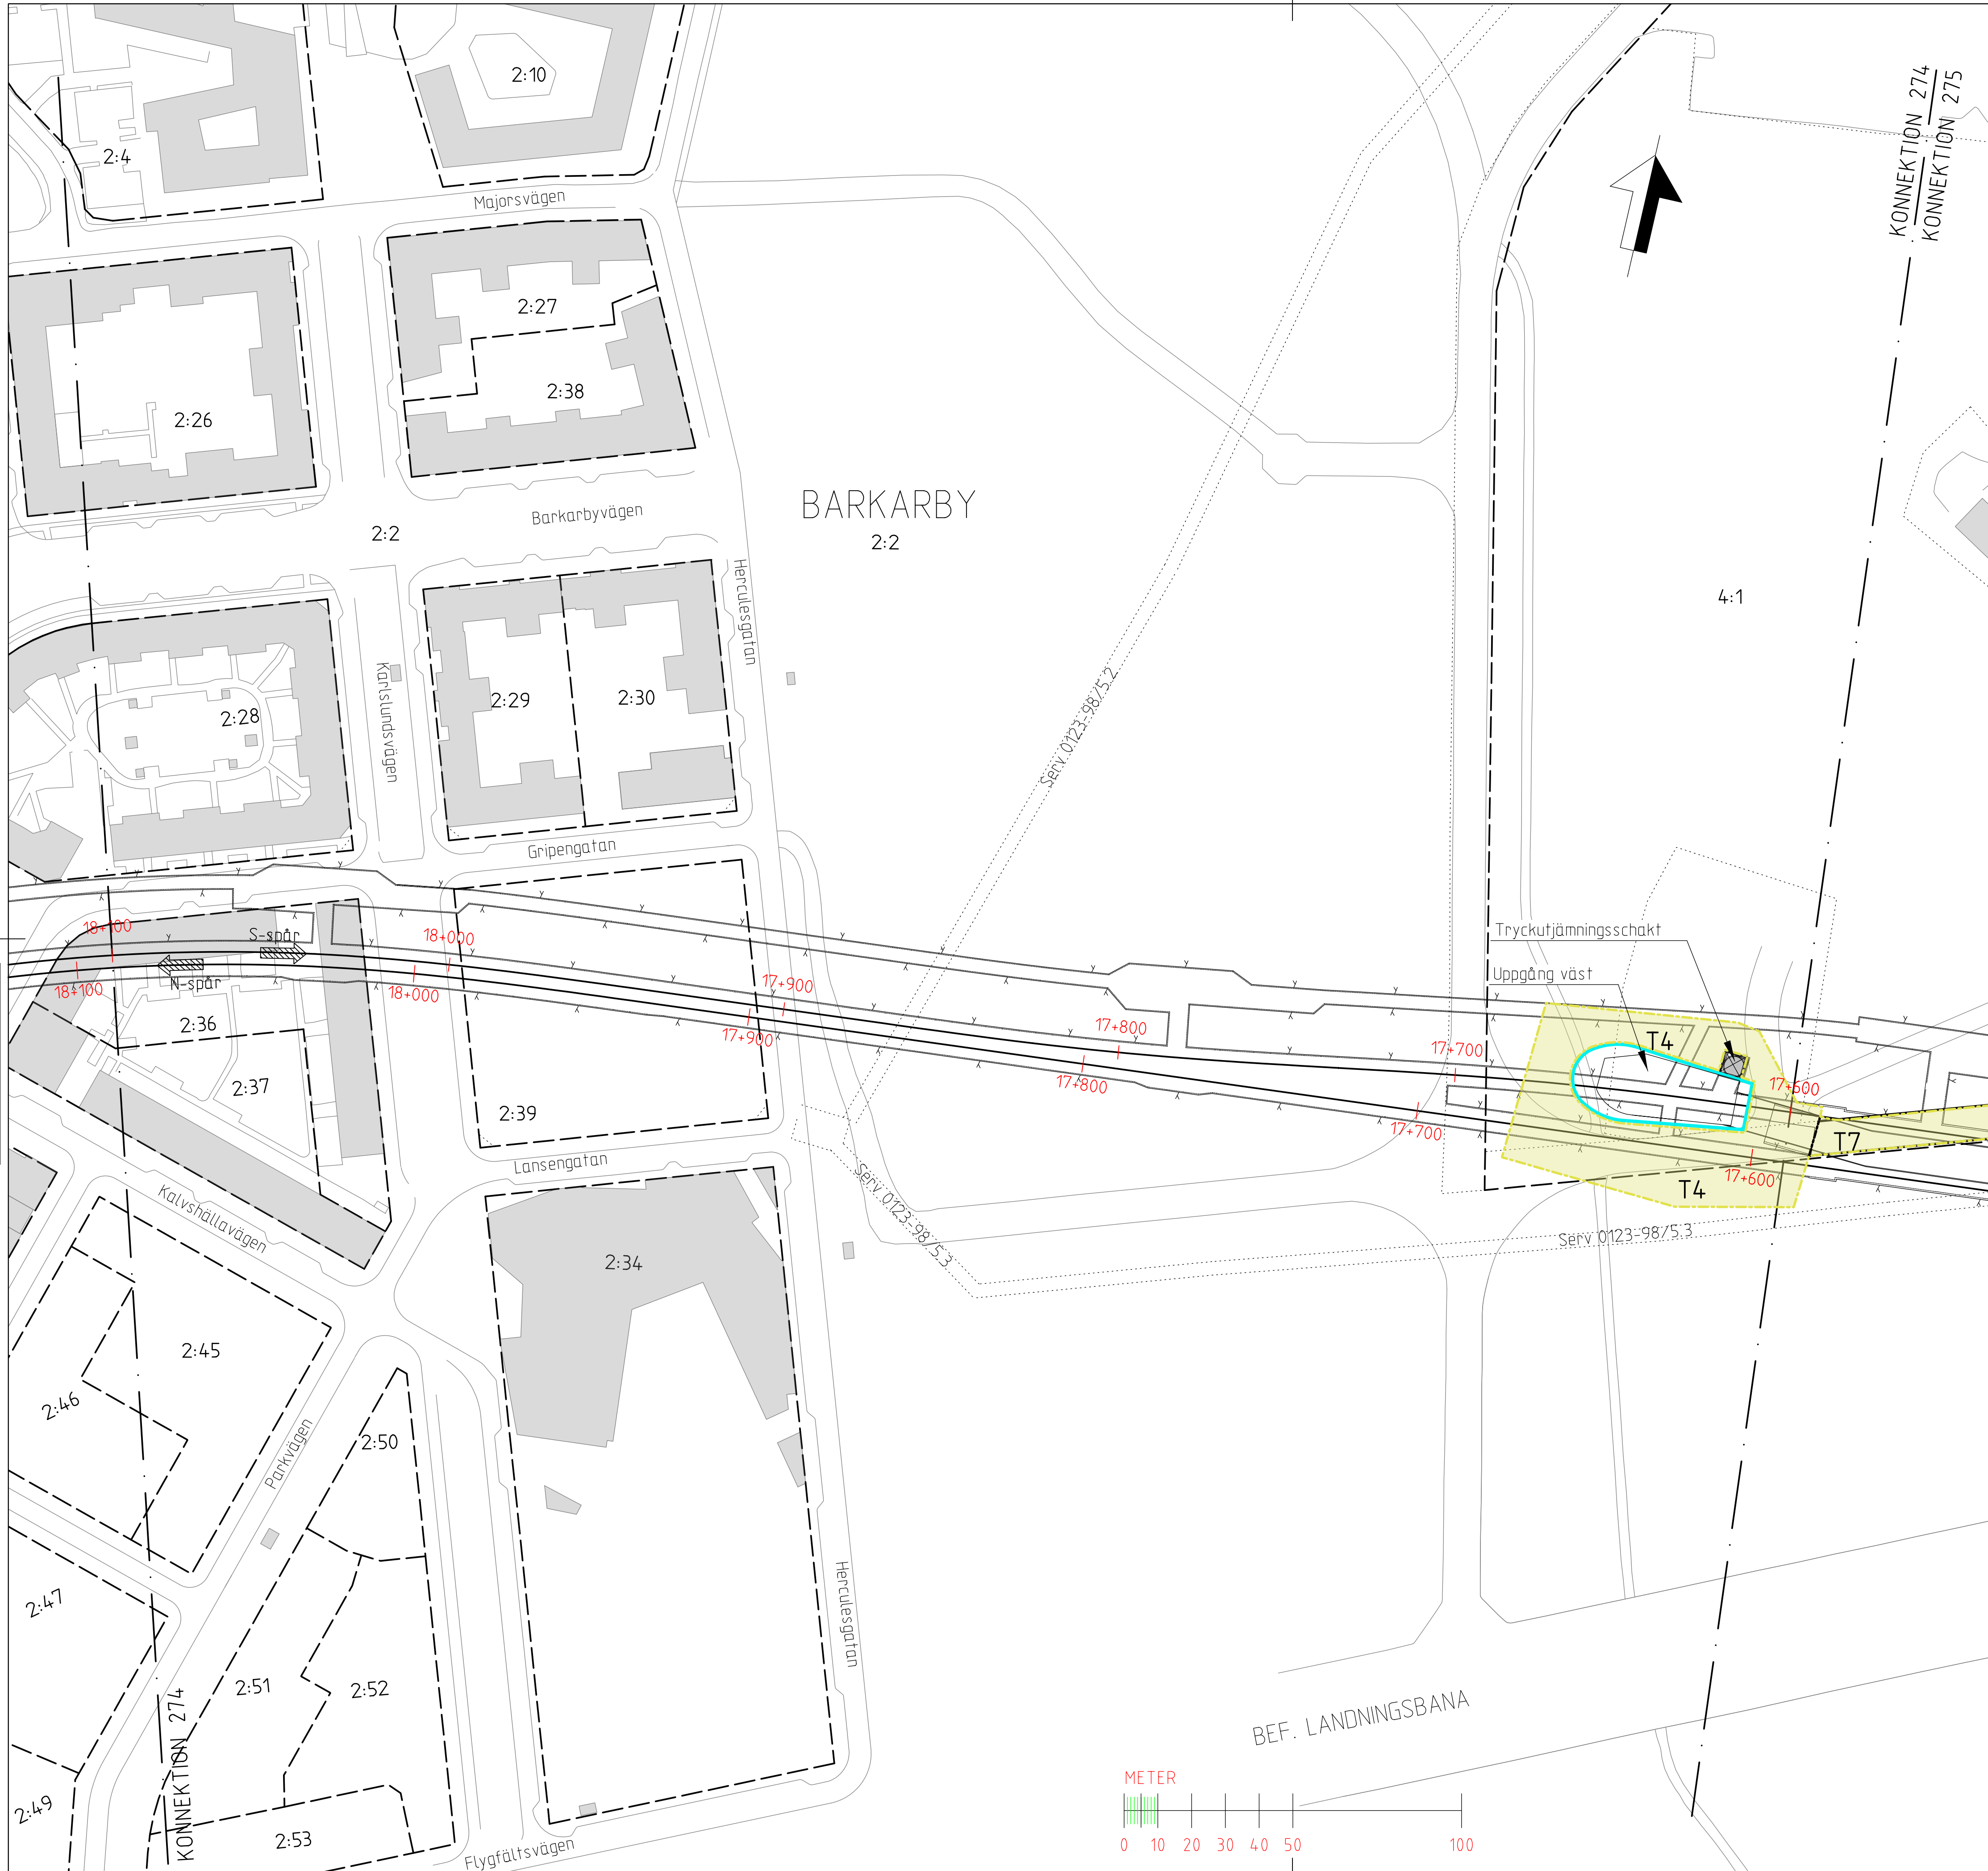 2:10
2:4
KONNEKTION 274
KONNEKTION 275
Majorsvägen
2:27
2:38
2:26
BARKARBY
2:2
Barkarbyvägen
2:2
Herculesgatan
4:1
Karlslundsvägen
2:28
2:29
2:30
Serv 0123-98/5.2
Gripengatan
Tryckutjämningsschakt
Uppgång väst
18+100
S-spår
18+000
17+900
17+800
17+700
17+600
18+100
N-spår
18+000
17+900
17+800
17+700
17+600
T4
T7
T4
2:36
2:37
2:39
Lansengatan
Serv 0123-98/5.3
Serv 0123-98/5.3
Kalvshällavägen
2:34
2:45
2:46
Parkvägen
2:50
2:47
Herculesgatan
2:51
2:52
BEF. LANDNINGSBANA
KONNEKTION 274
2:49
2:53
Flygfältsvägen
METER
0 10 20 30 40 50 100